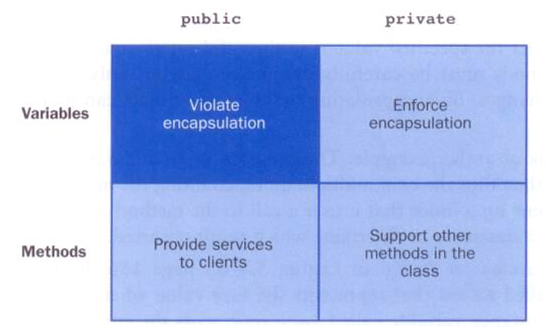 public private
Variables
Violate
encapsulation
Enforce
encapsulation
Methods
Provide services
to clients
Support other
methods in the
class